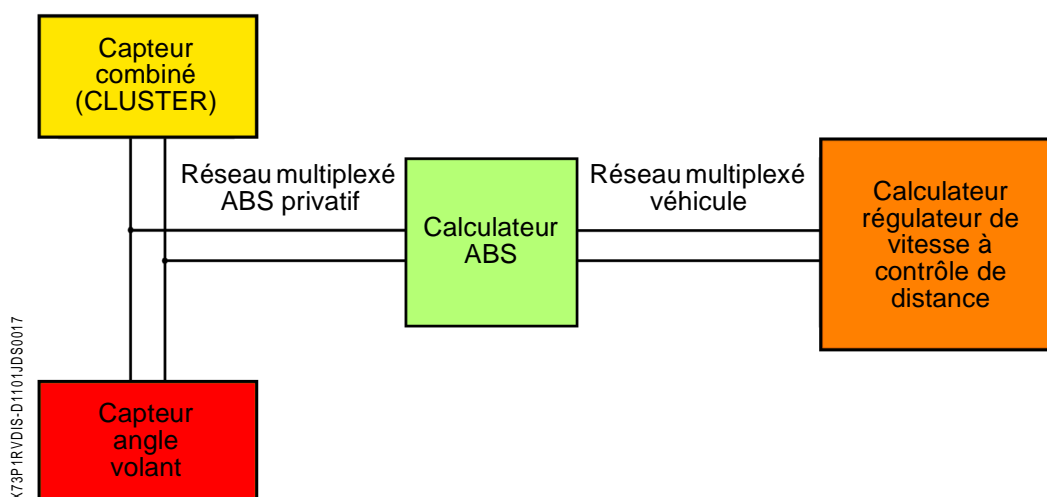 Capteur
combiné
(CLUSTER)
Réseau multiplexé
ABS privatif
Calculateur
ABS
Réseau multiplexé
véhicule
Calculateur
régulateur de
vitesse à
contrôle de
distance
Capteur
angle
volant
X73P1RVDIS-D1101JDS0017